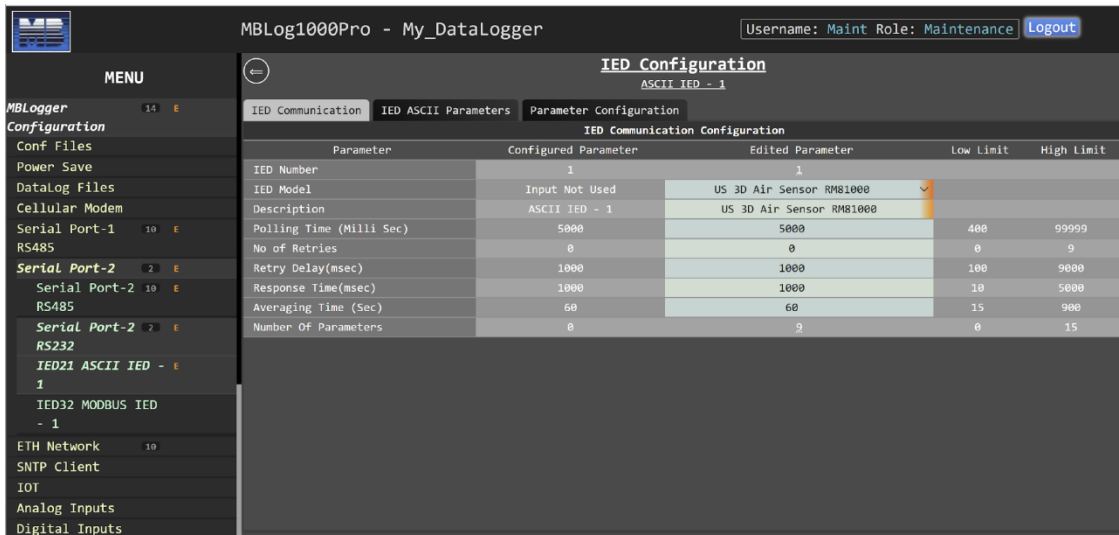 MB
MBLog1000Pro - My_DataLogger
Username: Maint Role: Maintenance Logout
MENU
MBLogger 14 E
Configuration
Conf Files
Power Save
DataLog Files
Cellular Modem
Serial Port-1 10 E
RS485
Serial Port-2 2 E
Serial Port-2 10 E
RS485
Serial Port-2 2 E
RS232
IED21 ASCII IED - E
1
IED32 MODBUS IED
- 1
ETH Network 10
SNTP Client
IOT
Analog Inputs
Digital Inputs
IED Configuration
ASCII IED - 1
IED Communication IED ASCII Parameters Parameter Configuration
IED Communication Configuration
Parameter Configured Parameter Edited Parameter Low Limit High Limit
IED Number 1 1
IED Model Input Not Used US 3D Air Sensor RM81000
Description ASCII IED - 1 US 3D Air Sensor RM81000
Polling Time (Milli Sec) 5000 5000 400 99999
No of Retries 0 0 0 9
Retry Delay(msec) 1000 1000 100 9000
Response Time(msec) 1000 1000 10 5000
Averaging Time (Sec) 60 60 15 900
Number Of Parameters 0 9 0 15